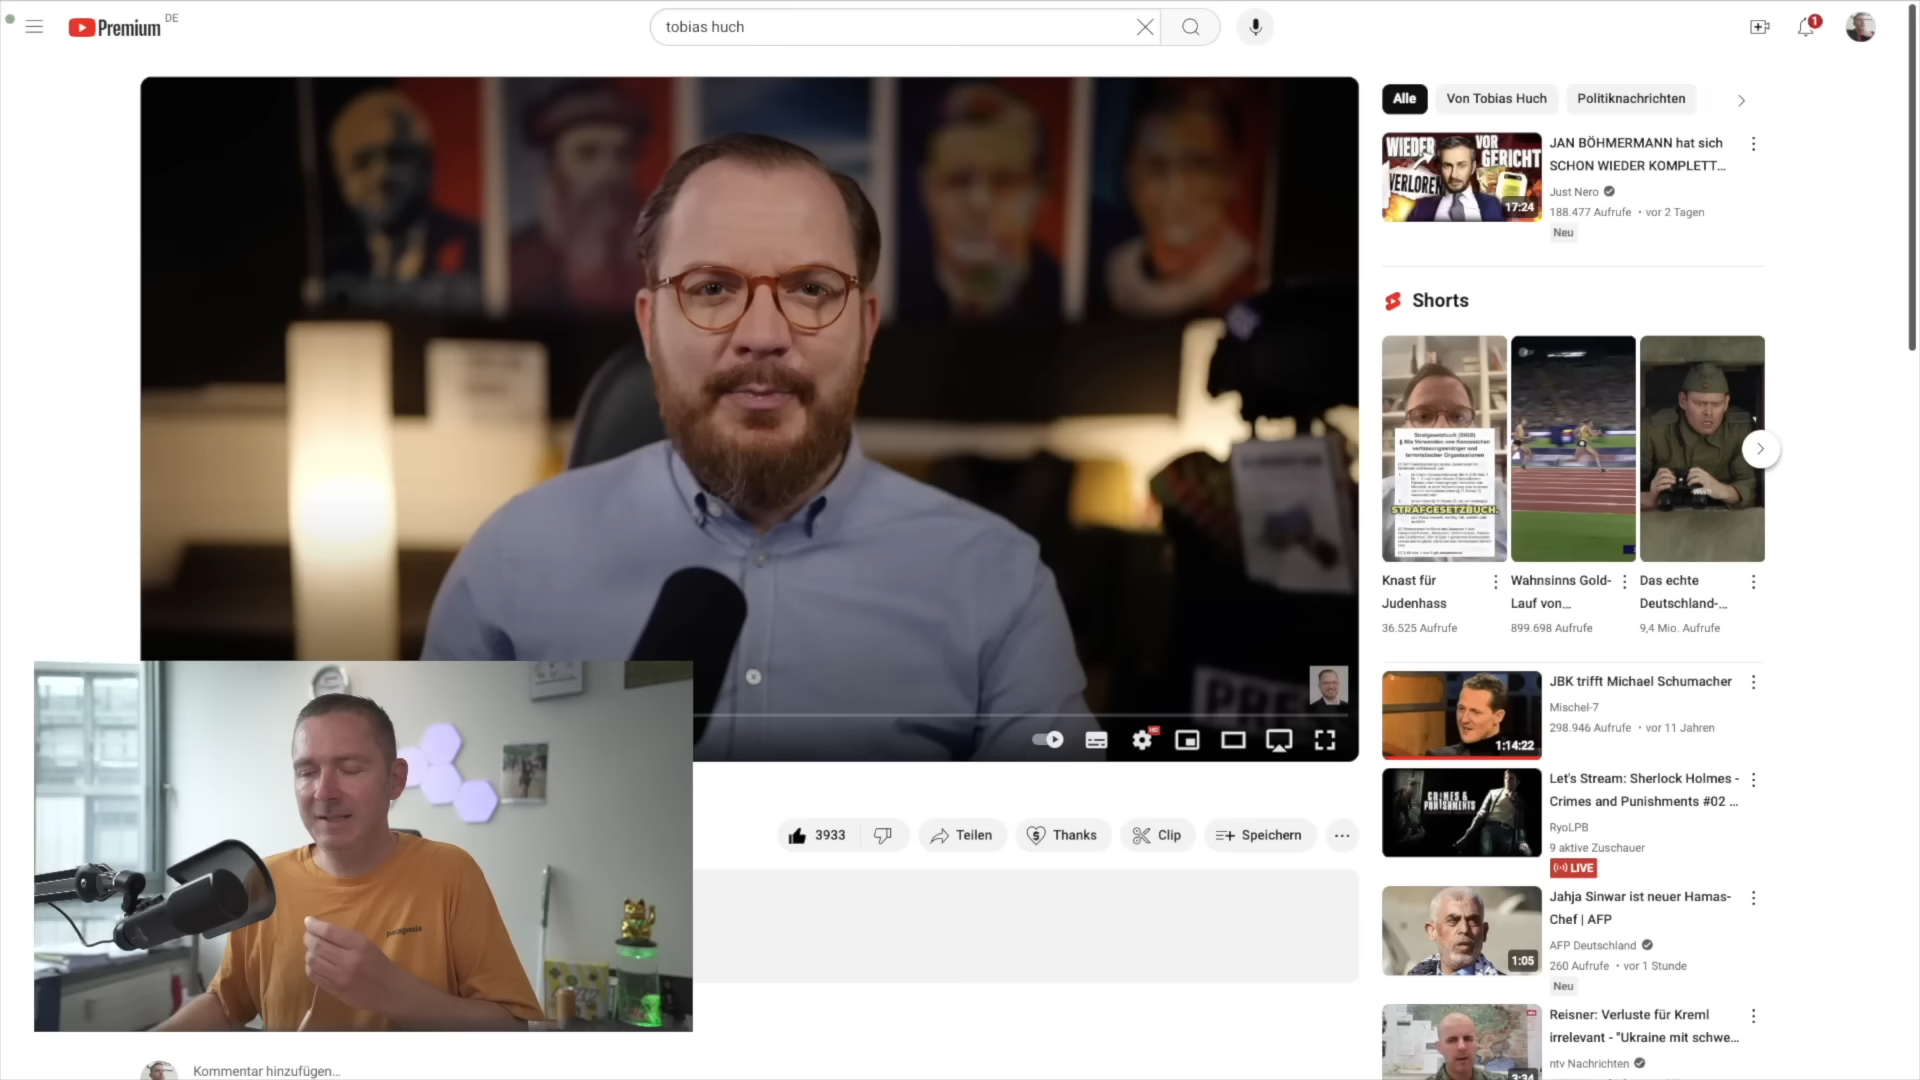 Premium DE
tobias huch
1
Alle
Von Tobias Huch
Politiknachrichten
WIEDER VOR
GERICHT
VERLOREN
17:24
JAN BÖHMERMANN hat sich
SCHON WIEDER KOMPLETT...
Just Nero
188.477 Aufrufe • vor 2 Tagen
Neu
Shorts
STRAFGESETZBUCH.
Knast für
Judenhass
36.525 Aufrufe
Wahnsinns Gold-
Lauf von...
899.698 Aufrufe
Das echte
Deutschland-...
9,4 Mio. Aufrufe
PRE
HD
3933
Teilen
Thanks
Clip
Speichern
patagonia
1:14:22
JBK trifft Michael Schumacher
Mischel-7
298.946 Aufrufe • vor 11 Jahren
CRIMES &
PUNISHMENTS
Let's Stream: Sherlock Holmes -
Crimes and Punishments #02 ...
RyoLPB
9 aktive Zuschauer
LIVE
1:05
Jahja Sinwar ist neuer Hamas-
Chef | AFP
AFP Deutschland
260 Aufrufe • vor 1 Stunde
Neu
3:34
Reisner: Verluste für Kreml
irrelevant - "Ukraine mit schwe...
ntv Nachrichten
Kommentar hinzufügen...